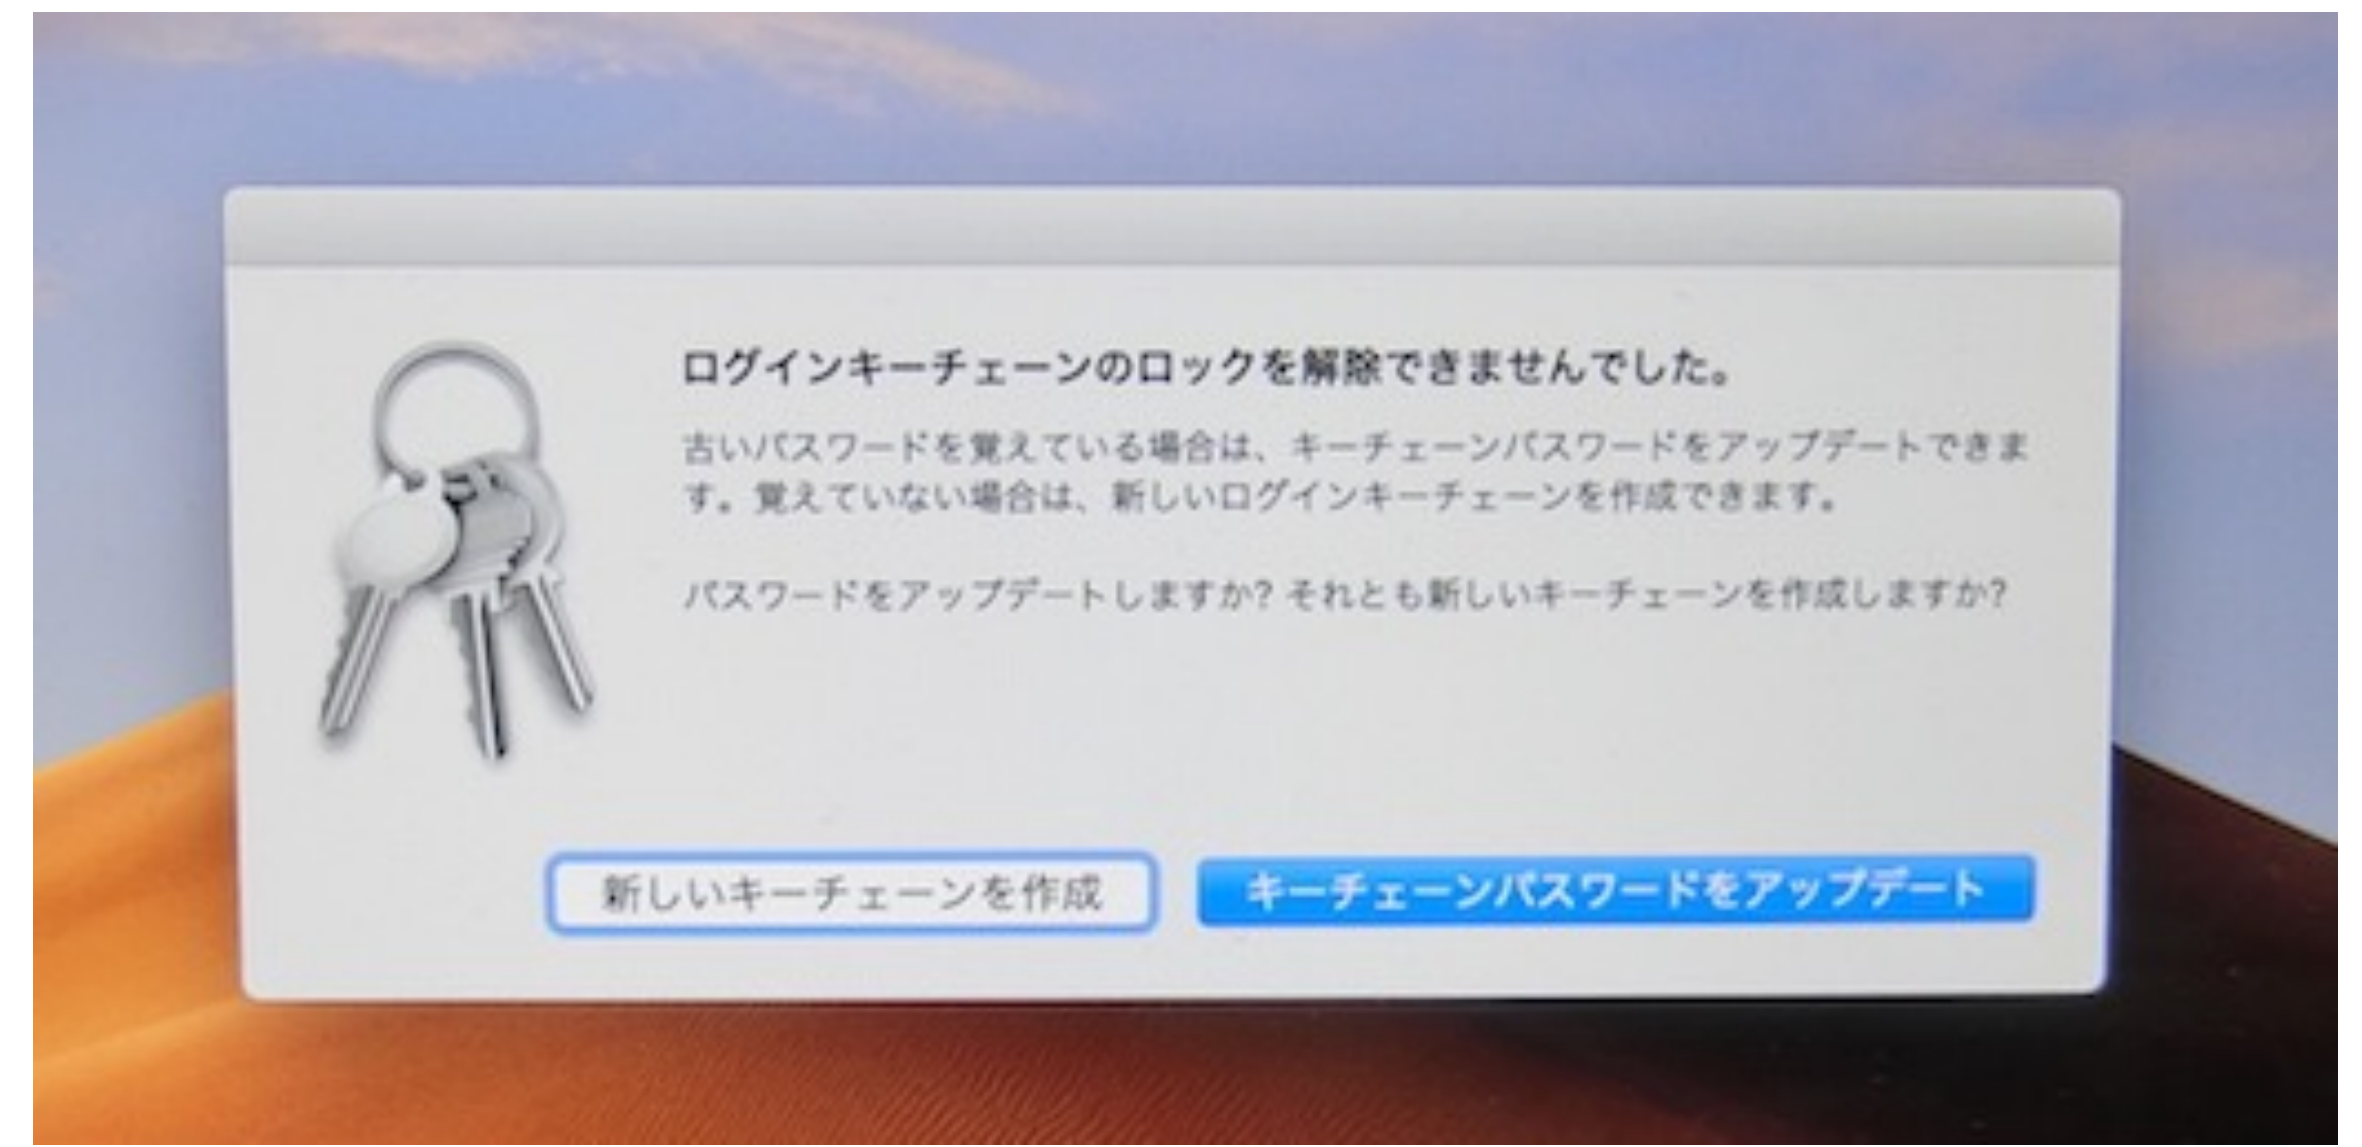 ログインキーチェーンのロックを解除できませんでした。
古いパスワードを覚えている場合は、キーチェーンパスワードをアップデートできま
す。覚えていない場合は、新しいログインキーチェーンを作成できます。
パスワードをアップデートしますか? それとも新しいキーチェーンを作成しますか?
新しいキーチェーンを作成
キーチェーンパスワードをアップデート